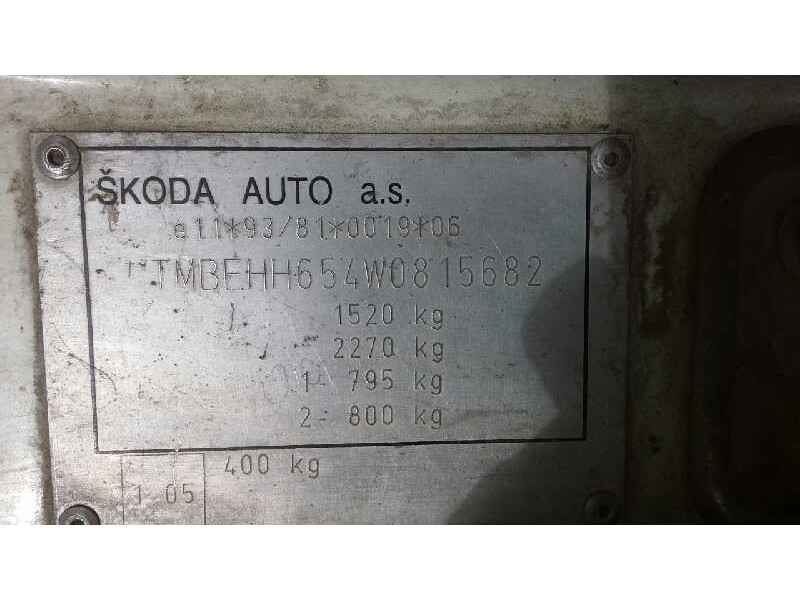 ŠKODA AUTO a.s.
e11*93/81*0019*06
TMBEHH654W0815682
1520 kg
2270 kg
1- 795 kg
2- 800 kg
400 kg
1 05